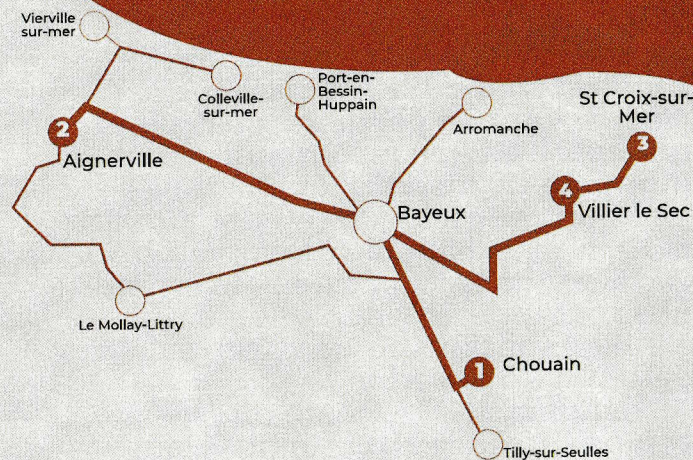 Vierville
sur-mer
Colleville-
sur-mer
Port-en-
Bessin-
Huppain
Arromanche
St Croix-sur-
Mer
3
2
Aignerville
4
Villier le Sec
Bayeux
Le Mollay-Littry
1
Chouain
Tilly-sur-Seulles